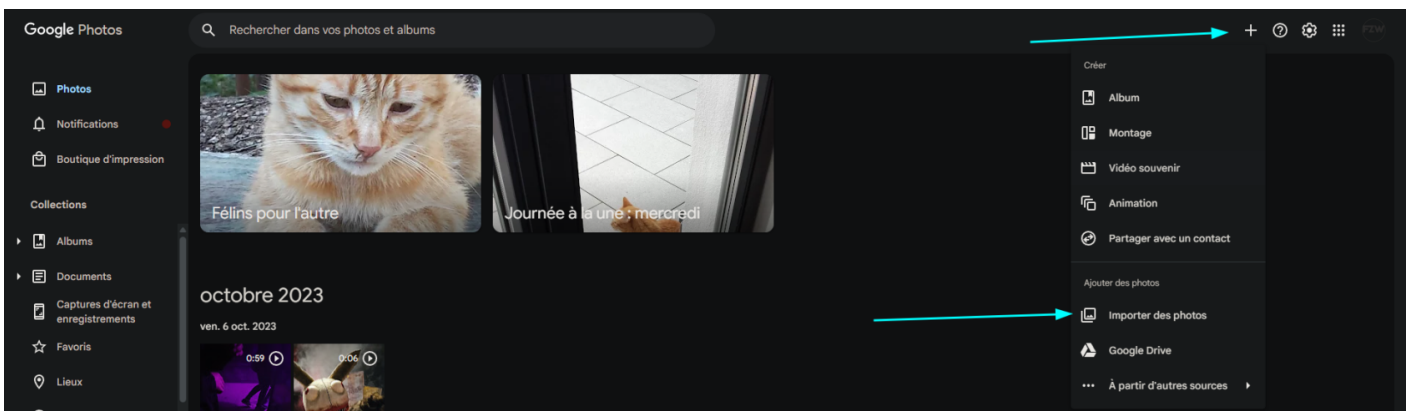 Google Photos
Rechercher dans vos photos et albums
Photos
Notifications
Boutique d'impression
Collections
Albums
Documents
Captures d'écran et
enregistrements
Favoris
Lieux
Félins pour l'autre
Journée à la une : mercredi
octobre 2023
ven. 6 oct. 2023
0:59
0:06
Créer
Album
Montage
Vidéo souvenir
Animation
Partager avec un contact
Ajouter des photos
Importer des photos
Google Drive
À partir d'autres sources